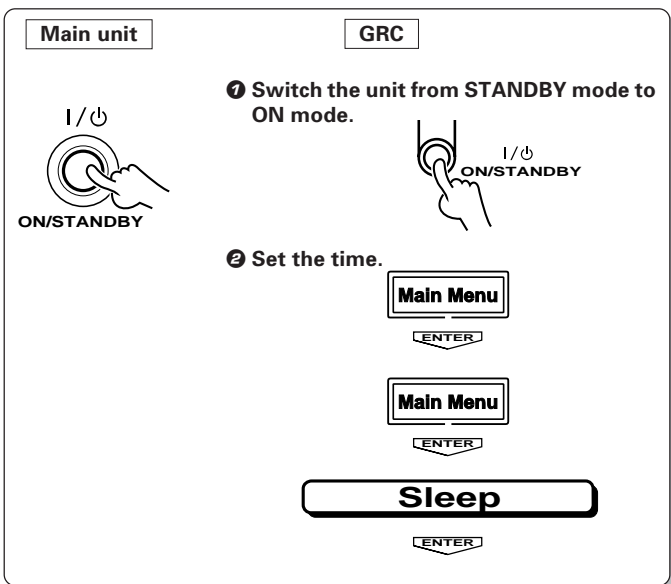 Main unit
GRC
❶ Switch the unit from STANDBY mode to
ON mode.
I/⏻
ON/STANDBY
I/⏻
ON/STANDBY
❷ Set the time.
Main Menu
ENTER
Main Menu
ENTER
Sleep
ENTER